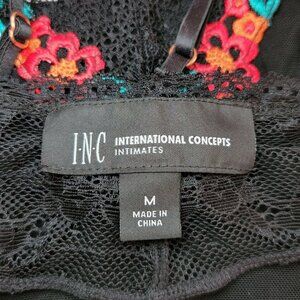 I·N·C INTERNATIONAL CONCEPTS
INTIMATES
M
MADE IN
CHINA